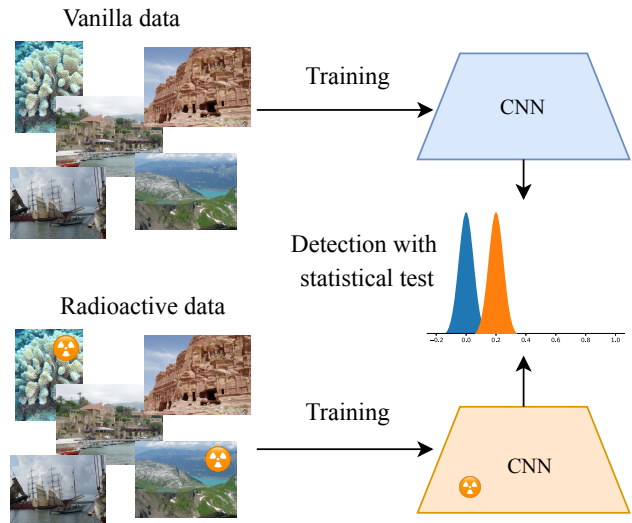 Vanilla data
Training
CNN
Detection with
statistical test
−0.2 0.0 0.2 0.4 0.6 0.8 1.0
Radioactive data
Training
CNN